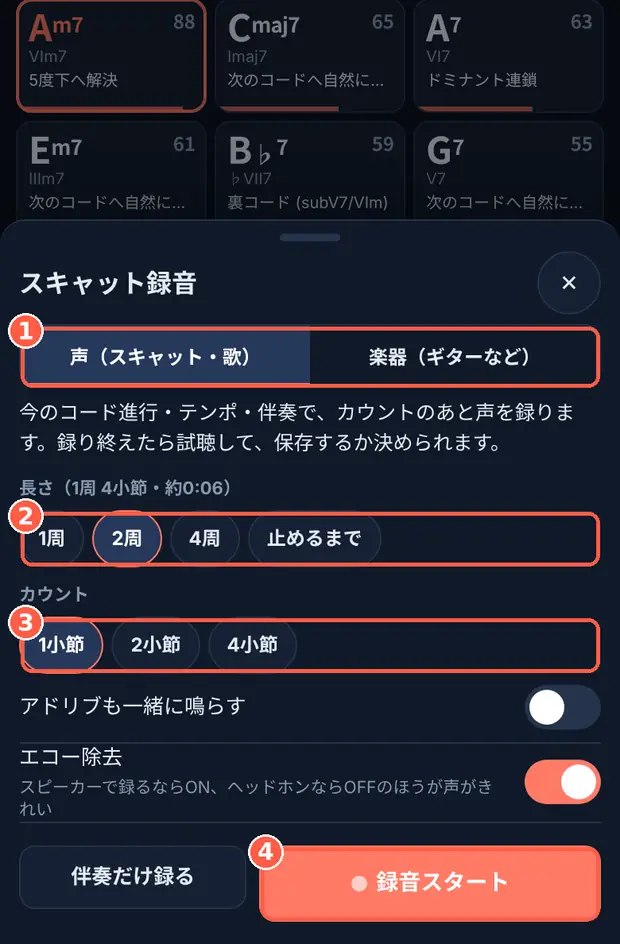 Am7 88
VIm7
5度下へ解決
Cmaj7 65
Imaj7
次のコードへ自然に...
A7 63
VI7
ドミナント連鎖
Em7 61
IIIm7
次のコードへ自然に...
B♭7 59
♭VII7
裏コード (subV7/VIm)
G7 55
V7
次のコードへ自然に...
スキャット録音
×
1
声（スキャット・歌）
楽器（ギターなど）
今のコード進行・テンポ・伴奏で、カウントのあと声を録りま
す。録り終えたら試聴して、保存するか決められます。
長さ（1周 4小節・約0:06）
2
1周 2周 4周 止めるまで
カウント
3
1小節 2小節 4小節
アドリブも一緒に鳴らす
エコー除去
スピーカーで録るならON、ヘッドホンならOFFのほうが声がき
れい
4
伴奏だけ録る
録音スタート